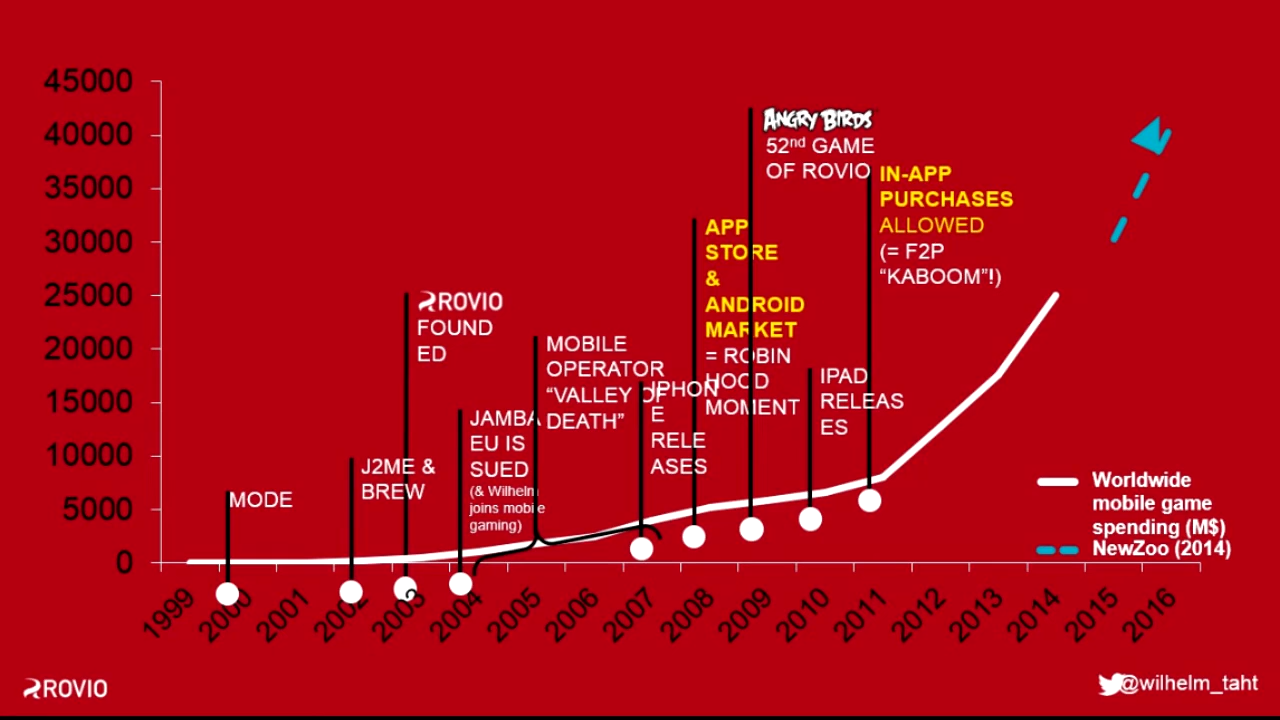 45000
40000
35000
30000
25000
20000
15000
10000
5000
0
1999
2000
2001
2002
2003
2004
2005
2006
2007
2008
2009
2010
2011
2012
2013
2014
2015
2016
MODE
J2ME &
BREW
ROVIO
FOUND
ED
JAMBA
EU IS
SUED
(& Wilhelm
joins mobile
gaming)
MOBILE
OPERATOR
“VALLEY OF
DEATH”
IPHON
E
RELE
ASES
APP
STORE
&
ANDROID
MARKET
= ROBIN
HOOD
MOMENT
ANGRY BIRDS
52nd GAME
OF ROVIO
IPAD
RELEAS
ES
IN-APP
PURCHASES
ALLOWED
(= F2P
“KABOOM”!)
Worldwide
mobile game
spending (M$)
NewZoo (2014)
ROVIO
@wilhelm_taht